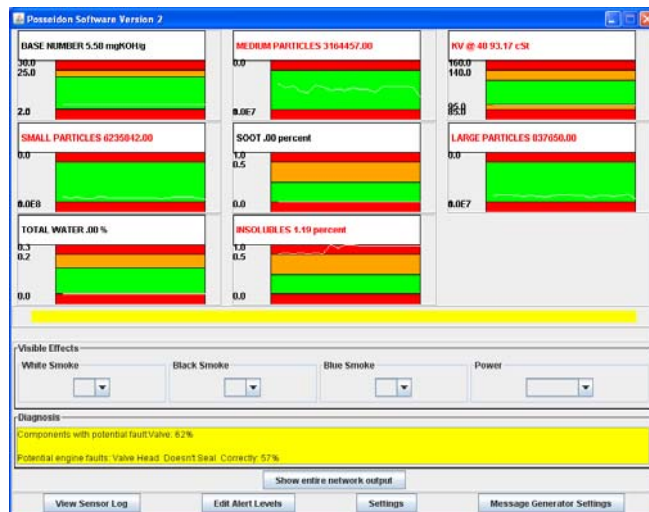 Posseidon Software Version 2
BASE NUMBER 5.58 mgKOH/g
MEDIUM PARTICLES 3164457.00
KV @ 40 93.17 cSt
30.0
25.0
2.0
0.0
160.0
140.0
95.0
85.0
SMALL PARTICLES 6235842.00
SOOT .00 percent
LARGE PARTICLES 837650.00
0.0
1.0
0.5
0.0
0.0
TOTAL WATER .00 %
INSOLUBLES 1.19 percent
0.3
0.2
0.0
1.0
0.5
0.0
Visible Effects
White Smoke
Black Smoke
Blue Smoke
Power
Diagnosis
Components with potential fault:Valve: 62%
Potential engine faults: Valve Head Doesn't Seal Correctly: 57%
Show entire network output
View Sensor Log
Edit Alert Levels
Settings
Message Generator Settings